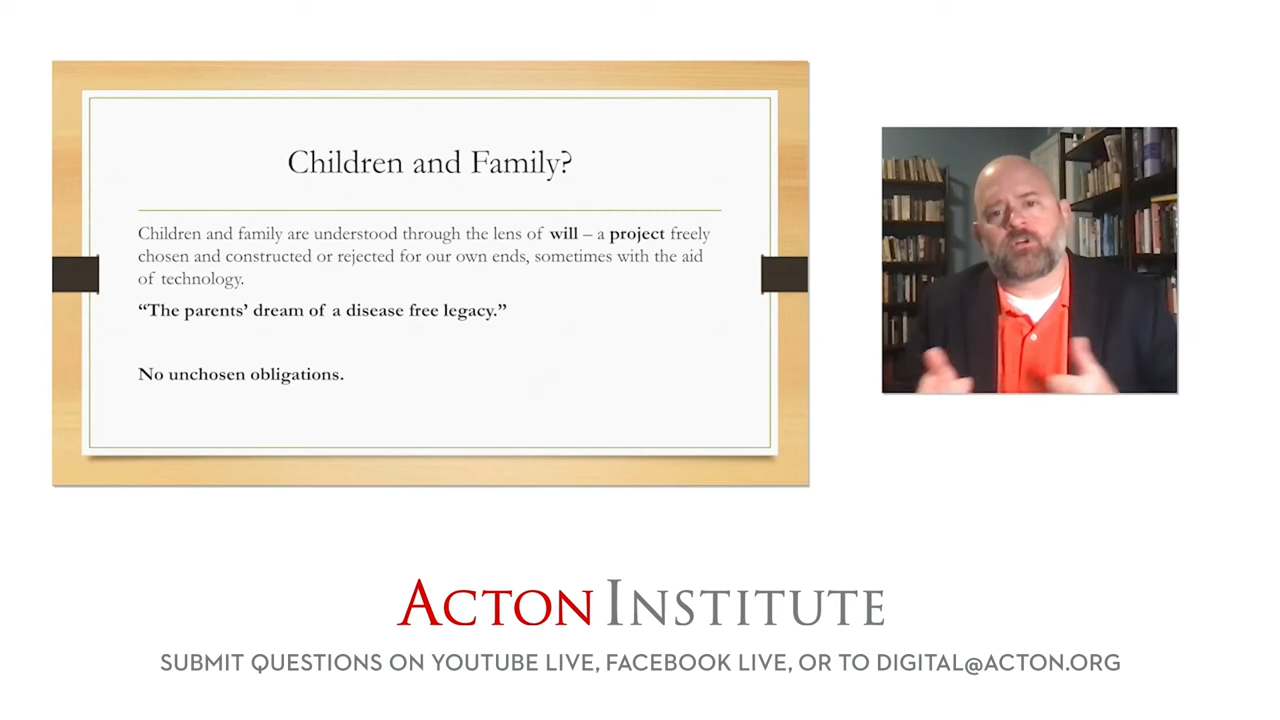 Children and Family?
Children and family are understood through the lens of will – a project freely
chosen and constructed or rejected for our own ends, sometimes with the aid
of technology.
“The parents’ dream of a disease free legacy.”
No unchosen obligations.
ACTON INSTITUTE
SUBMIT QUESTIONS ON YOUTUBE LIVE, FACEBOOK LIVE, OR TO DIGITAL@ACTON.ORG